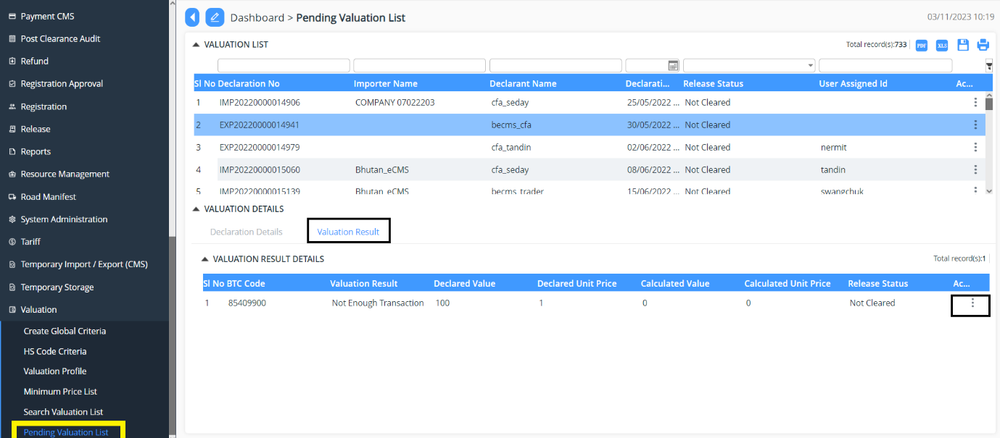 Payment CMS
Post Clearance Audit
Refund
Registration Approval
Registration
Release
Reports
Resource Management
Road Manifest
System Administration
Tariff
Temporary Import / Export (CMS)
Temporary Storage
Valuation
Create Global Criteria
HS Code Criteria
Valuation Profile
Minimum Price List
Search Valuation List
Pending Valuation List
Dashboard > Pending Valuation List
03/11/2023 10:19
VALUATION LIST
Total record(s):733
PDF XLS
Sl No Declaration No Importer Name Declarant Name Declarati... Release Status User Assigned Id Ac...
1 IMP20220000014906 COMPANY 07022203 cfa_seday 25/05/2022 ... Not Cleared
2 EXP20220000014941 becms_cfa 30/05/2022 ... Not Cleared
3 EXP20220000014979 cfa_tandin 02/06/2022 ... Not Cleared nermit
4 IMP20220000015060 Bhutan_eCMS cfa_seday 08/06/2022 ... Not Cleared tandin
5 IMP20220000015139 Bhutan_eCMS becms_trader 15/06/2022 ... Not Cleared swangchuk
VALUATION DETAILS
Declaration Details Valuation Result
VALUATION RESULT DETAILS
Total record(s):1
Sl No BTC Code Valuation Result Declared Value Declared Unit Price Calculated Value Calculated Unit Price Release Status Ac...
1 85409900 Not Enough Transaction 100 1 0 0 Not Cleared